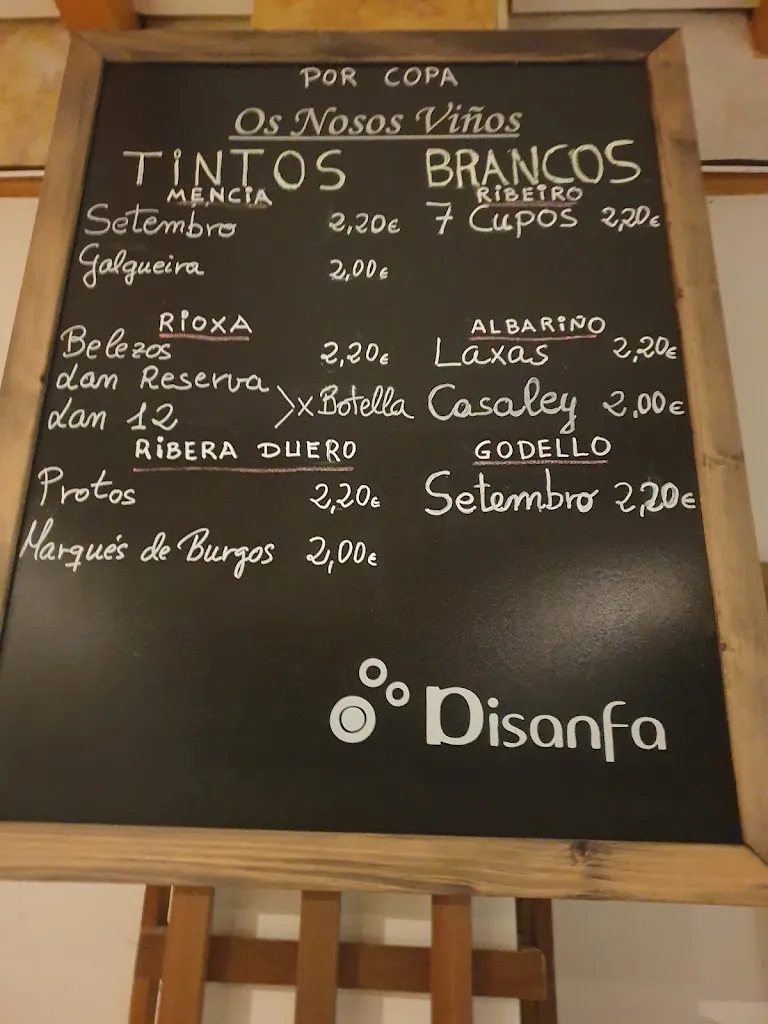 POR COPA
Os Nosos Viños
TINTOS
MENCIA
Setembro 2,20€
Galgueira 2,00€
RIOXA
Belezos 2,20€
Lan Reserva
Lan 12
>x Botella
RIBERA DUERO
Protos 2,20€
Marqués de Burgos 2,00€
BRANCOS
RIBEIRO
7 Cupos 2,20€
ALBARIÑO
Laxas 2,20€
Casaley 2,00€
GODELLO
Setembro 2,20€
Disanfa